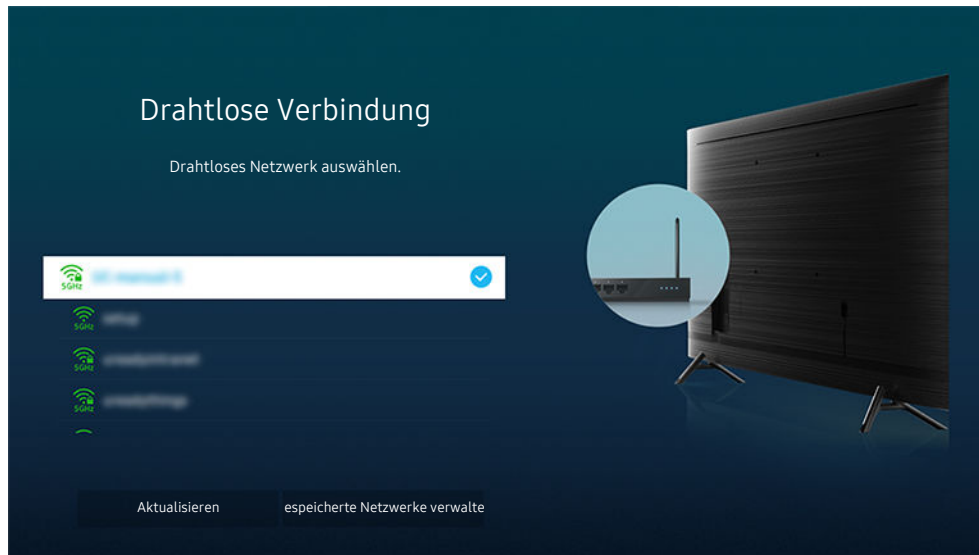 Drahtlose Verbindung
Drahtloses Netzwerk auswählen.
5GHz
5GHz
5GHz
5GHz
Aktualisieren
espeicherte Netzwerke verwalte